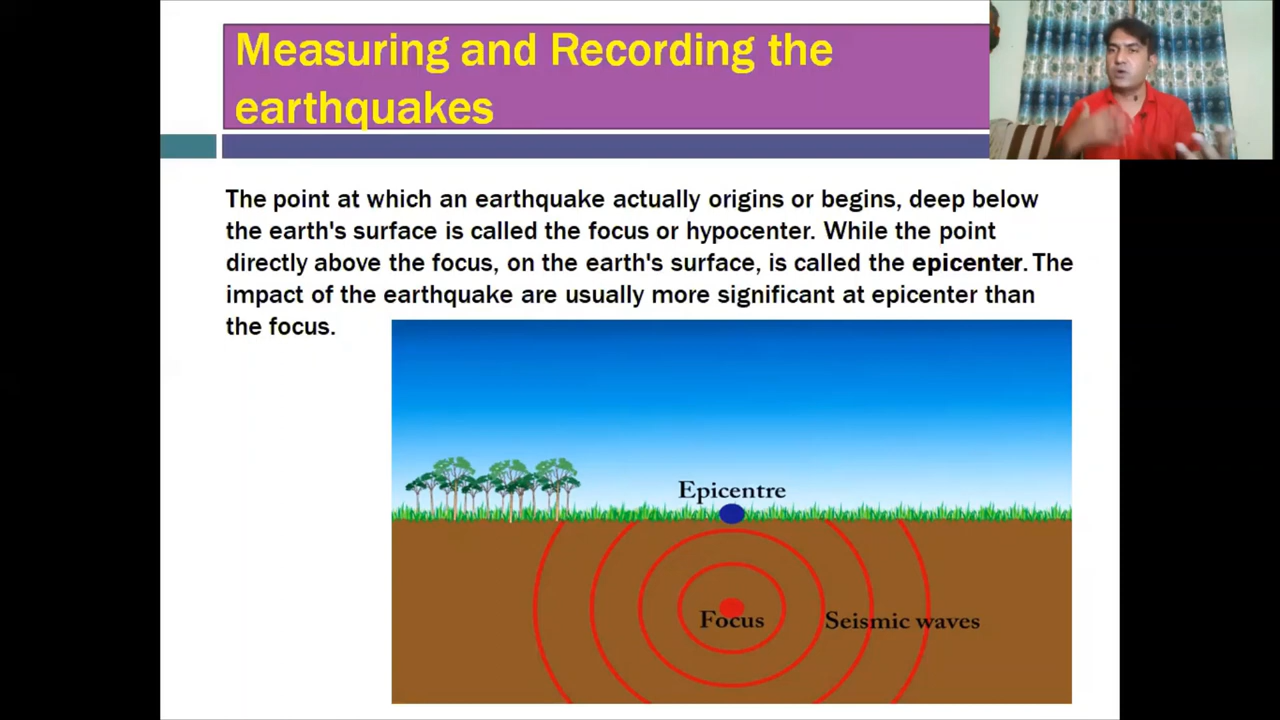 Measuring and Recording the
earthquakes
The point at which an earthquake actually origins or begins, deep below
the earth's surface is called the focus or hypocenter. While the point
directly above the focus, on the earth's surface, is called the epicenter. The
impact of the earthquake are usually more significant at epicenter than
the focus.
Epicentre
Focus
Seismic waves